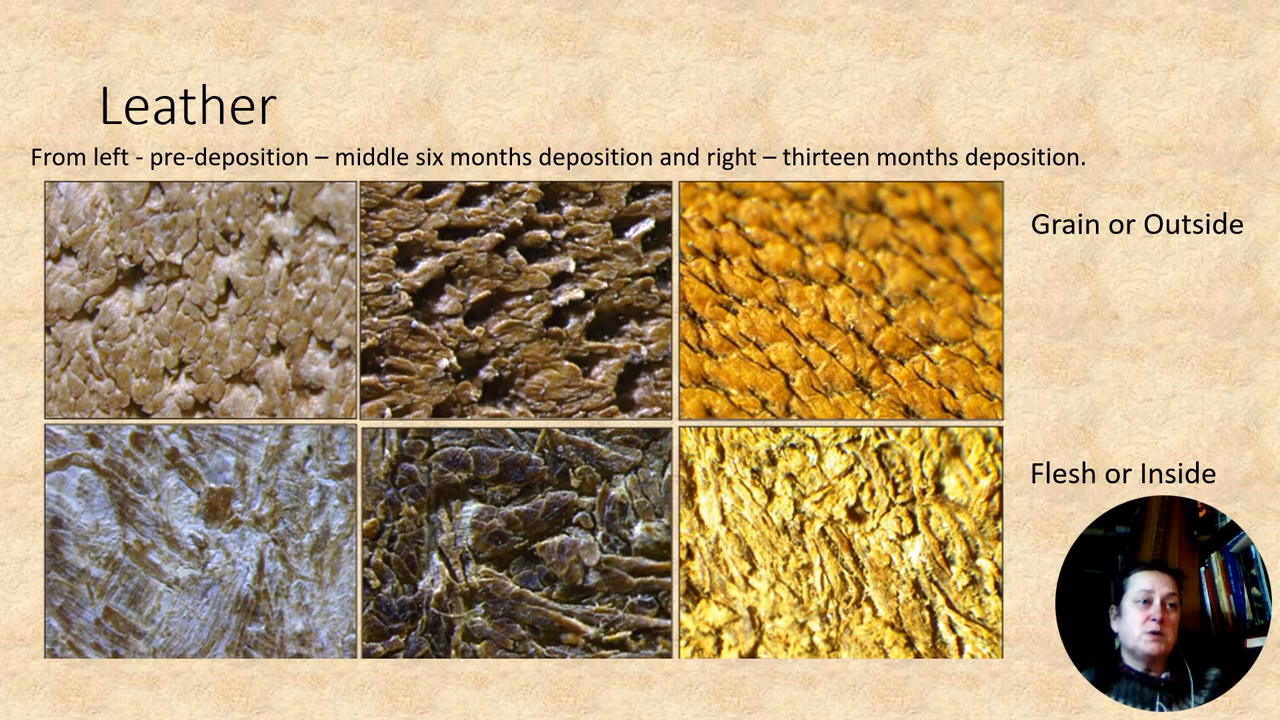 Leather
From left - pre-deposition – middle six months deposition and right – thirteen months deposition.
Grain or Outside
Flesh or Inside